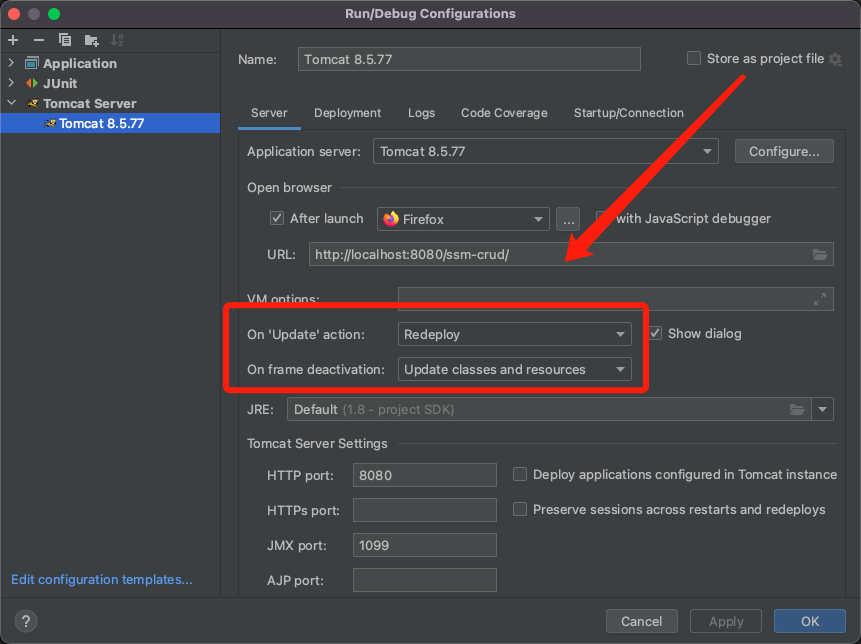 Run/Debug Configurations
Application
JUnit
Tomcat Server
Tomcat 8.5.77
Name: Tomcat 8.5.77 Store as project file
Server Deployment Logs Code Coverage Startup/Connection
Application server: Tomcat 8.5.77 Configure...
Open browser
After launch Firefox ... with JavaScript debugger
URL: http://localhost:8080/ssm-crud/
VM options:
On 'Update' action: Redeploy Show dialog
On frame deactivation: Update classes and resources
JRE: Default (1.8 - project SDK)
Tomcat Server Settings
HTTP port: 8080 Deploy applications configured in Tomcat instance
HTTPs port: Preserve sessions across restarts and redeploys
JMX port: 1099
AJP port:
Edit configuration templates...
? Cancel Apply OK